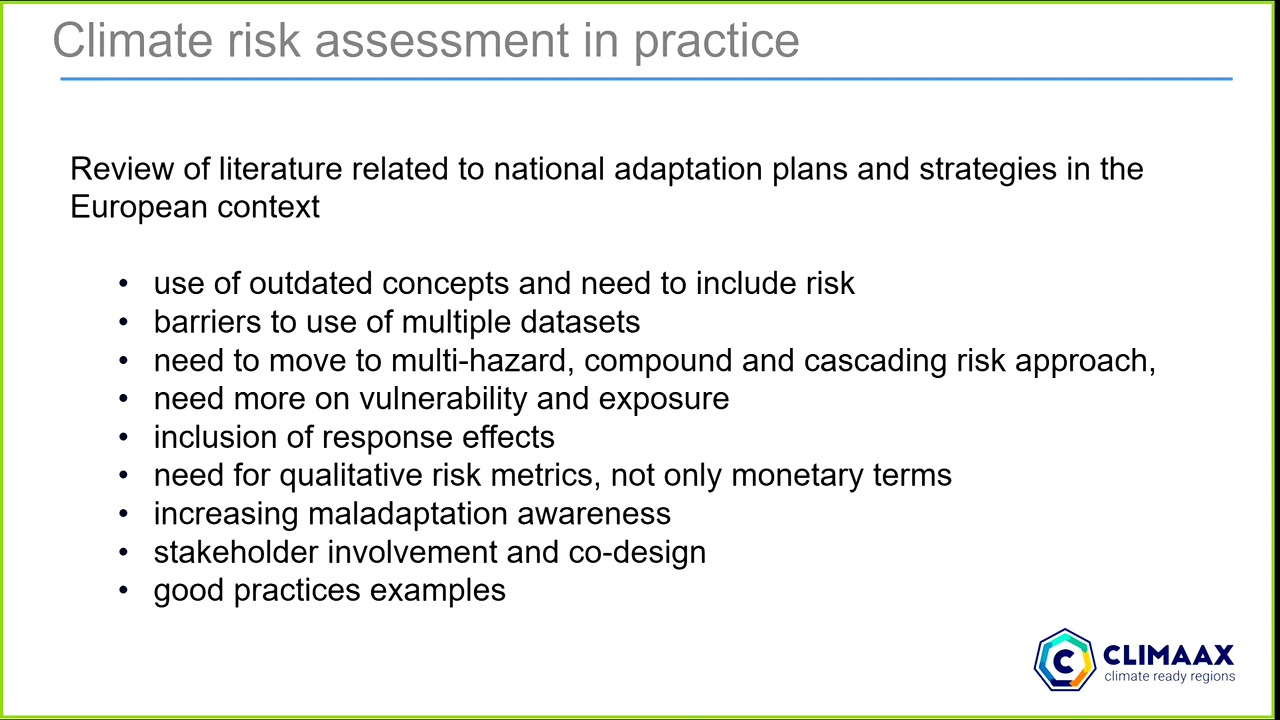 Climate risk assessment in practice
Review of literature related to national adaptation plans and strategies in the
European context
• use of outdated concepts and need to include risk
• barriers to use of multiple datasets
• need to move to multi-hazard, compound and cascading risk approach,
• need more on vulnerability and exposure
• inclusion of response effects
• need for qualitative risk metrics, not only monetary terms
• increasing maladaptation awareness
• stakeholder involvement and co-design
• good practices examples
C CLIMAAX
climate ready regions